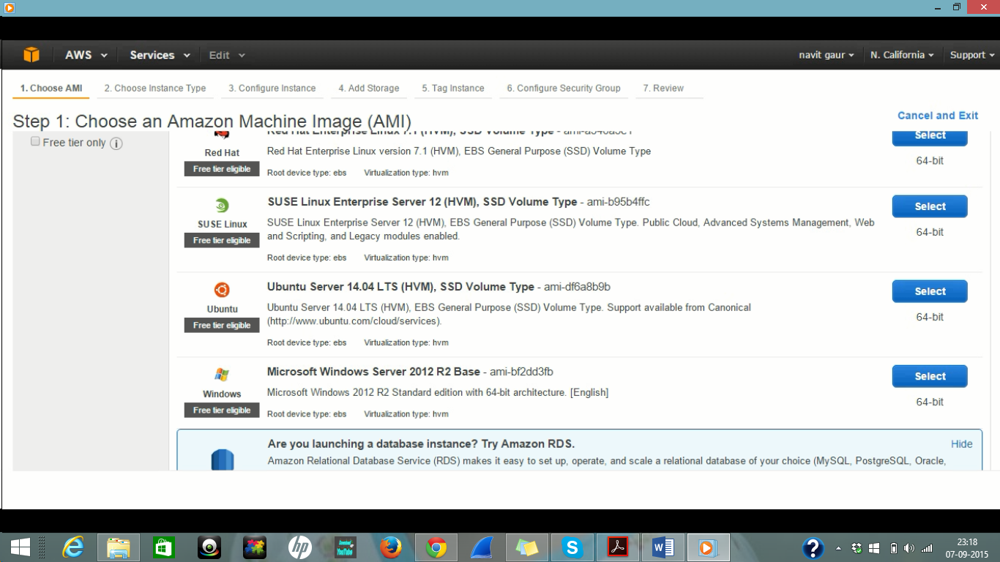 AWS Services Edit navit gaur N. California Support
1. Choose AMI 2. Choose Instance Type 3. Configure Instance 4. Add Storage 5. Tag Instance 6. Configure Security Group 7. Review
Step 1: Choose an Amazon Machine Image (AMI)
Cancel and Exit
Free tier only
Red Hat
Free tier eligible
Red Hat Enterprise Linux 7.1 (HVM), SSD Volume Type -
Red Hat Enterprise Linux version 7.1 (HVM), EBS General Purpose (SSD) Volume Type
Root device type: ebs Virtualization type: hvm
Select
64-bit
SUSE Linux
Free tier eligible
SUSE Linux Enterprise Server 12 (HVM), SSD Volume Type - ami-b95b4ffc
SUSE Linux Enterprise Server 12 (HVM), EBS General Purpose (SSD) Volume Type. Public Cloud, Advanced Systems Management, Web
and Scripting, and Legacy modules enabled.
Root device type: ebs Virtualization type: hvm
Select
64-bit
Ubuntu
Free tier eligible
Ubuntu Server 14.04 LTS (HVM), SSD Volume Type - ami-df6a8b9b
Ubuntu Server 14.04 LTS (HVM), EBS General Purpose (SSD) Volume Type. Support available from Canonical
(http://www.ubuntu.com/cloud/services).
Root device type: ebs Virtualization type: hvm
Select
64-bit
Windows
Free tier eligible
Microsoft Windows Server 2012 R2 Base - ami-bf2dd3fb
Microsoft Windows 2012 R2 Standard edition with 64-bit architecture. [English]
Root device type: ebs Virtualization type: hvm
Select
64-bit
Are you launching a database instance? Try Amazon RDS.
Hide
Amazon Relational Database Service (RDS) makes it easy to set up, operate, and scale a relational database of your choice (MySQL, PostgreSQL, Oracle,
23:18
07-09-2015